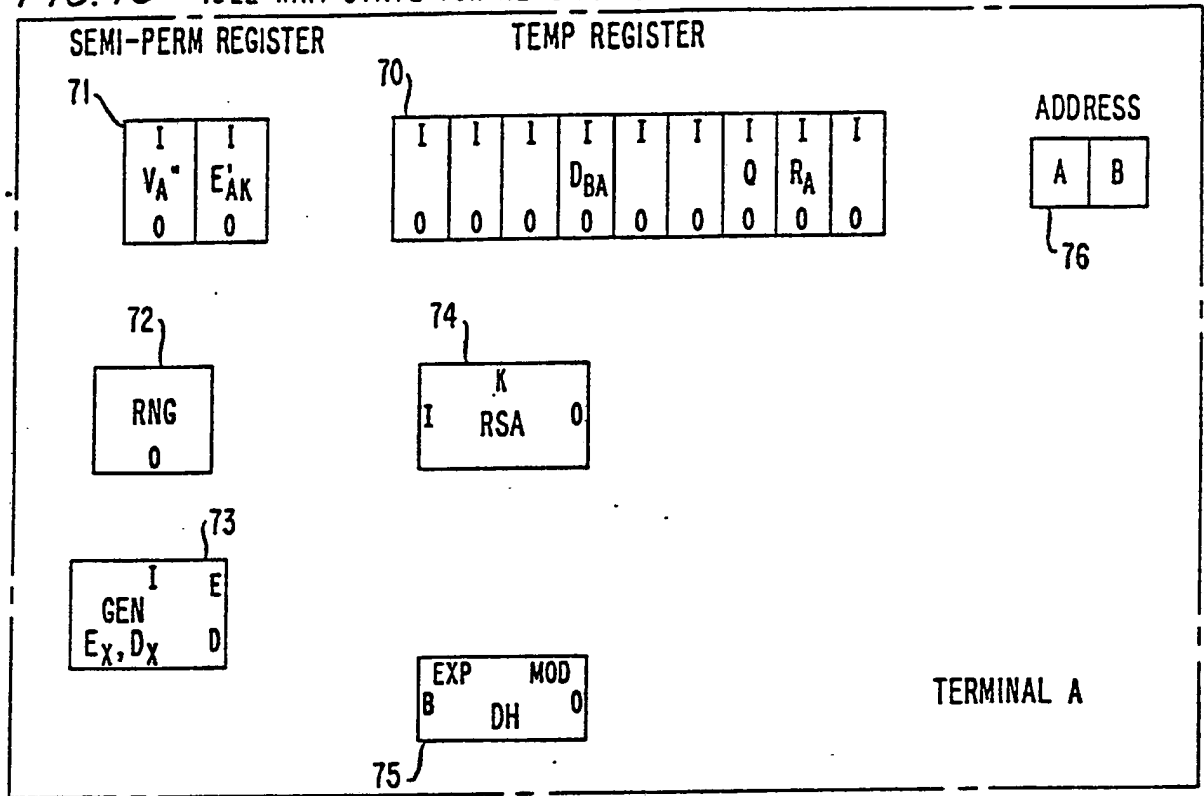 SEMI-PERM REGISTER
TEMP REGISTER
71
I I
V_A" E'_AK
0 0
70
I I I I I I I I I
D_BA Q R_A
0 0 0 0 0 0 0 0 0
ADDRESS
A B
76
72
RNG
0
74
K
I RSA 0
73
I E
GEN
E_X, D_X D
EXP MOD
B DH 0
75
TERMINAL A